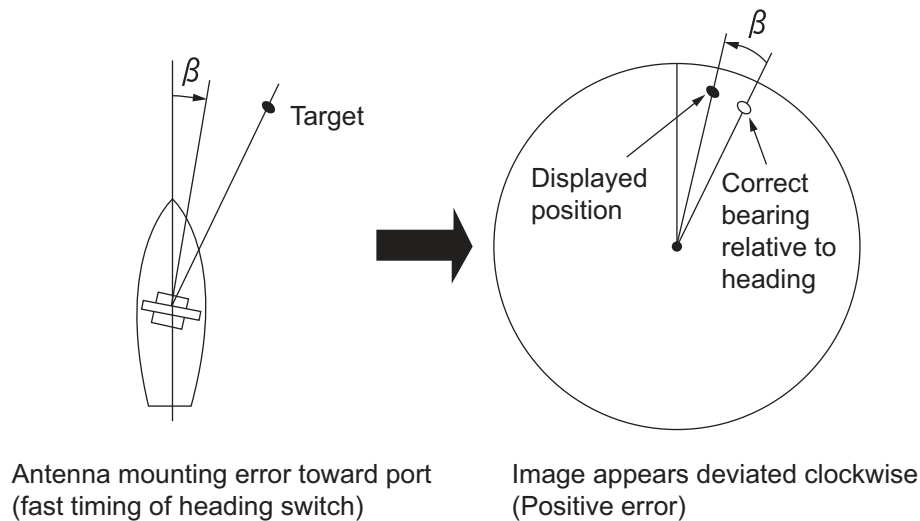 β
Target
β
Displayed
position
Correct
bearing
relative to
heading
Antenna mounting error toward port
(fast timing of heading switch)
Image appears deviated clockwise
(Positive error)